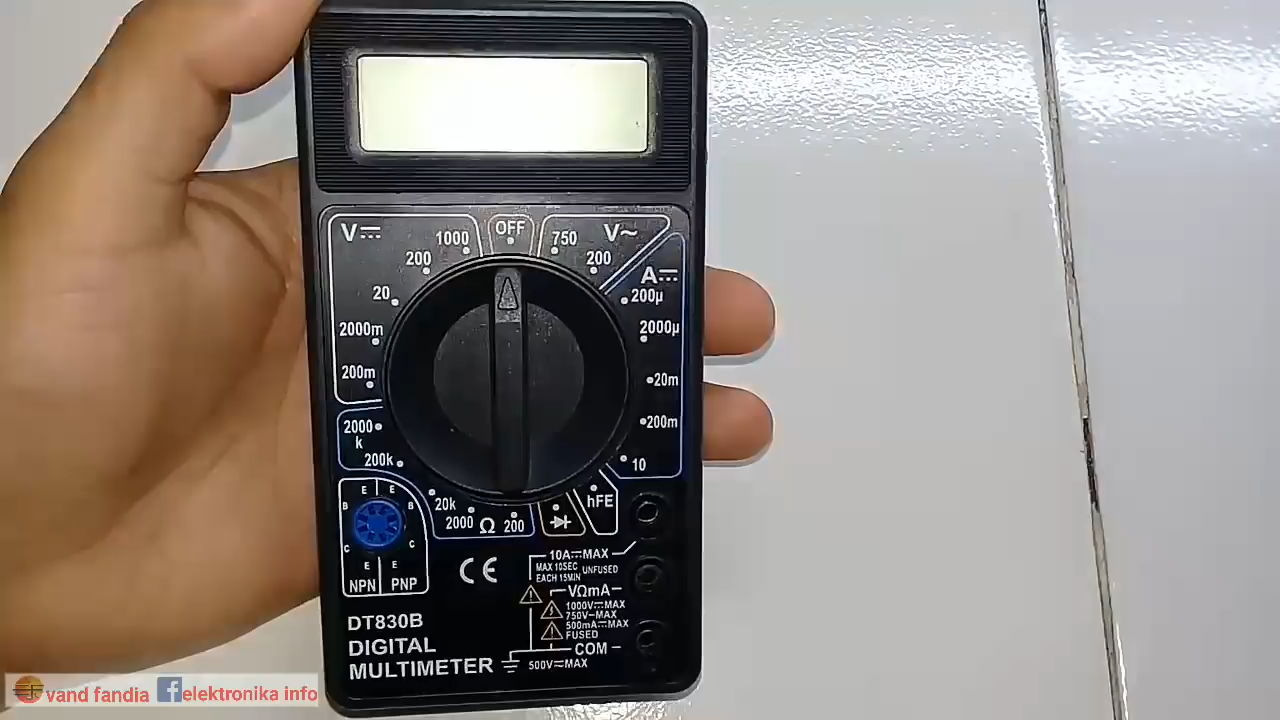 V⎓
1000
OFF
750
V~
200
200
A⎓
20
200µ
2000m
2000µ
200m
20m
2000
k
200m
200k
10
20k
2000
Ω
200
hFE
E E
B B
C C
E E
NPN PNP
CE
10A⎓MAX
MAX 10SEC
EACH 15MIN
UNFUSED
VΩmA
1000V⎓MAX
750V~MAX
500mA⎓MAX
FUSED
COM
500V⎓MAX
DT830B
DIGITAL
MULTIMETER
vand fandia
elektronika info